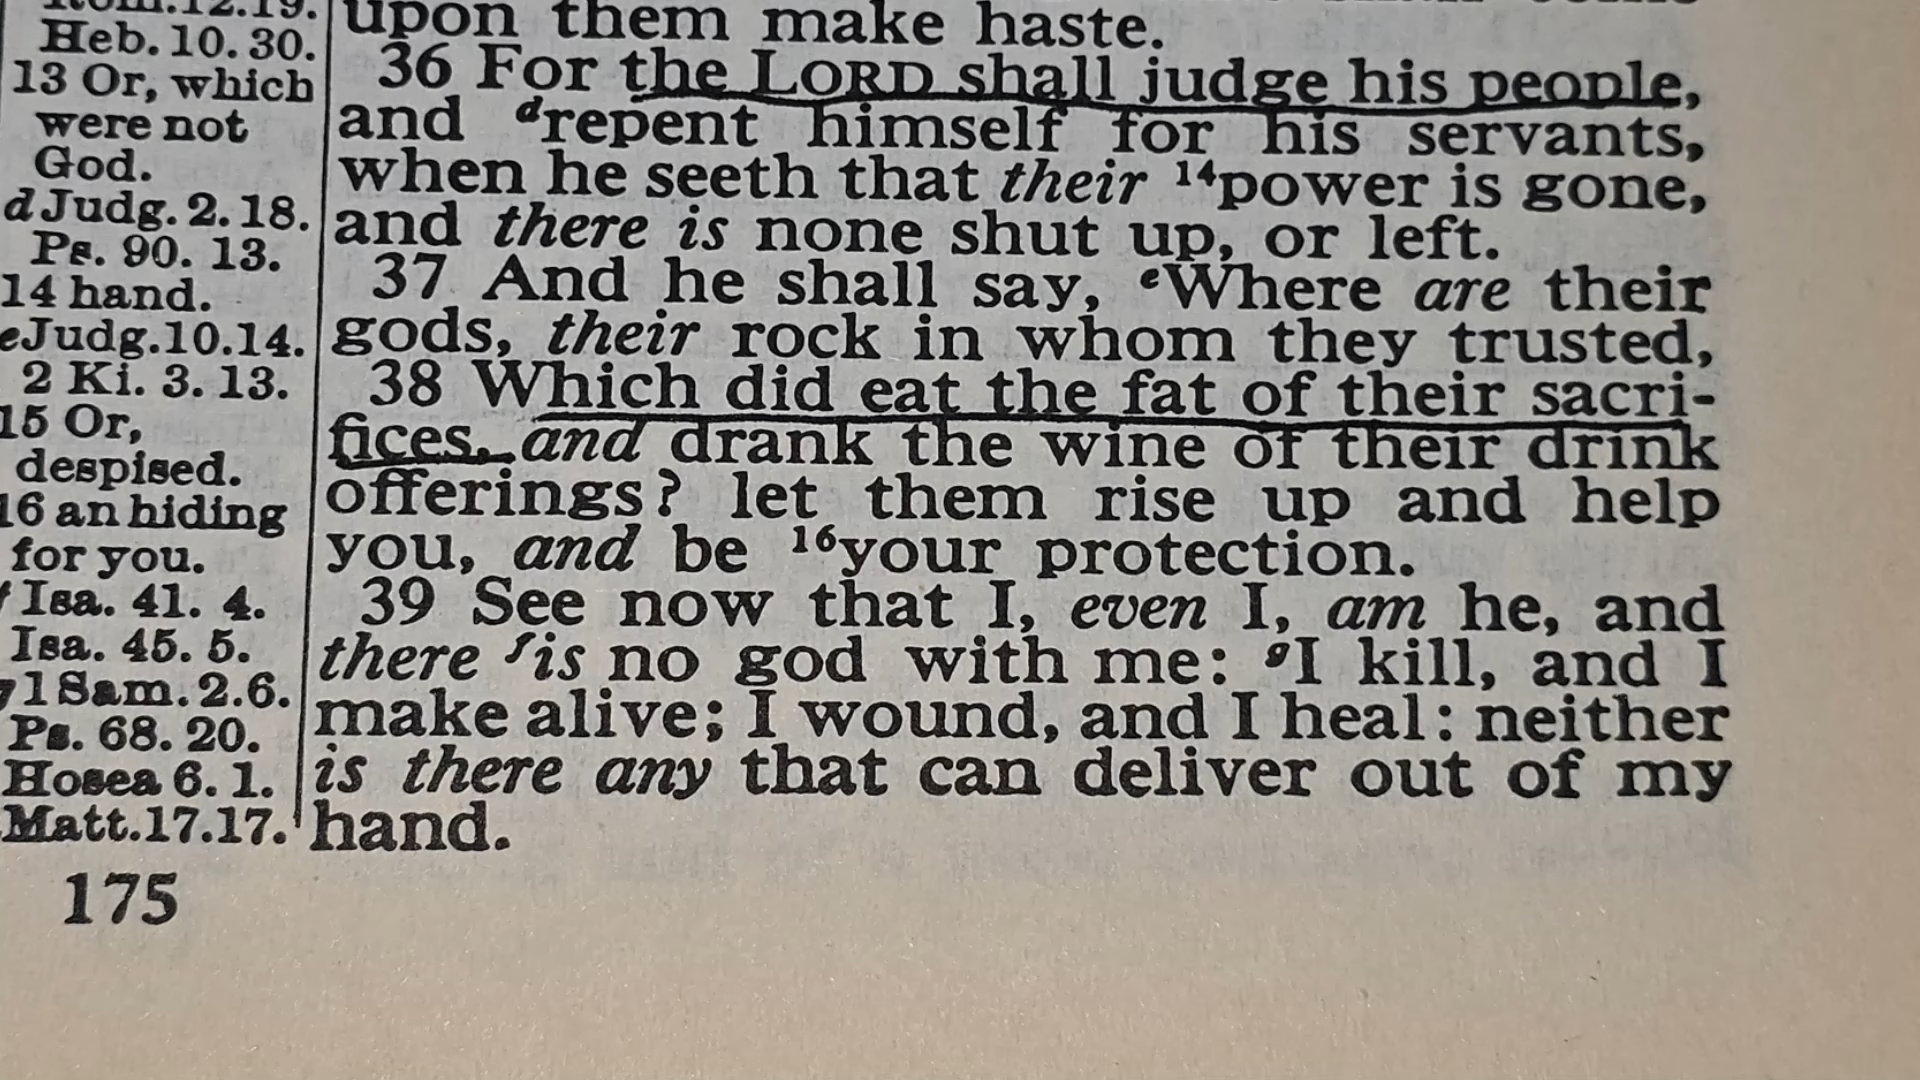 Rom.12.19.
Heb. 10. 30.
13 Or, which
were not
God.
d Judg. 2. 18.
Ps. 90. 13.
14 hand.
e Judg.10.14.
2 Ki. 3. 13.
15 Or,
despised.
16 an hiding
for you.
f Isa. 41. 4.
Isa. 45. 5.
g 1 Sam. 2.6.
Ps. 68. 20.
Hosea 6. 1.
Matt.17.17.
175
upon them make haste.
36 For the LORD shall judge his people,
and ᵈrepent himself for his servants,
when he seeth that their ¹⁴power is gone,
and there is none shut up, or left.
37 And he shall say, ᵉWhere are their
gods, their rock in whom they trusted,
38 Which did eat the fat of their sacri-
fices, and drank the wine of their drink
offerings? let them rise up and help
you, and be ¹⁶your protection.
39 See now that I, even I, am he, and
there ᶠis no god with me: ᵍI kill, and I
make alive; I wound, and I heal: neither
is there any that can deliver out of my
hand.